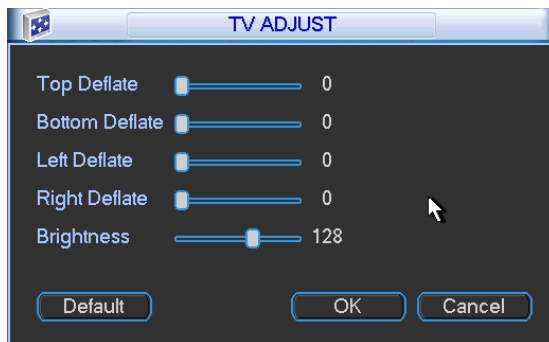 TV ADJUST
Top Deflate 0
Bottom Deflate 0
Left Deflate 0
Right Deflate 0
Brightness 128
Default OK Cancel